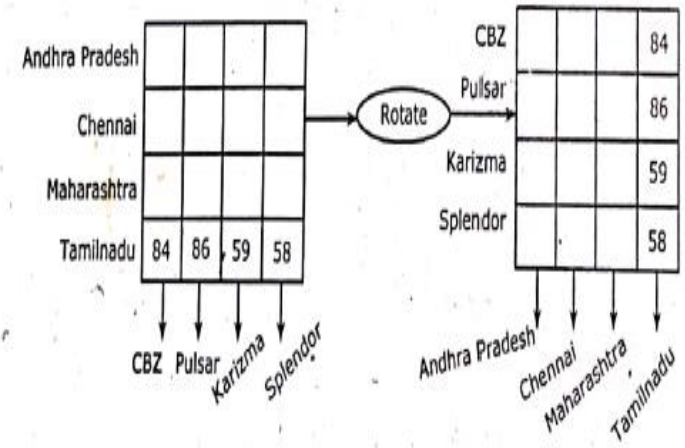 Andhra Pradesh
Chennai
Maharashtra
Tamilnadu 84 86 59 58
CBZ Pulsar Karizma Splendor
Rotate
CBZ 84
Pulsar 86
Karizma 59
Splendor 58
Andhra Pradesh Chennai Maharashtra Tamilnadu